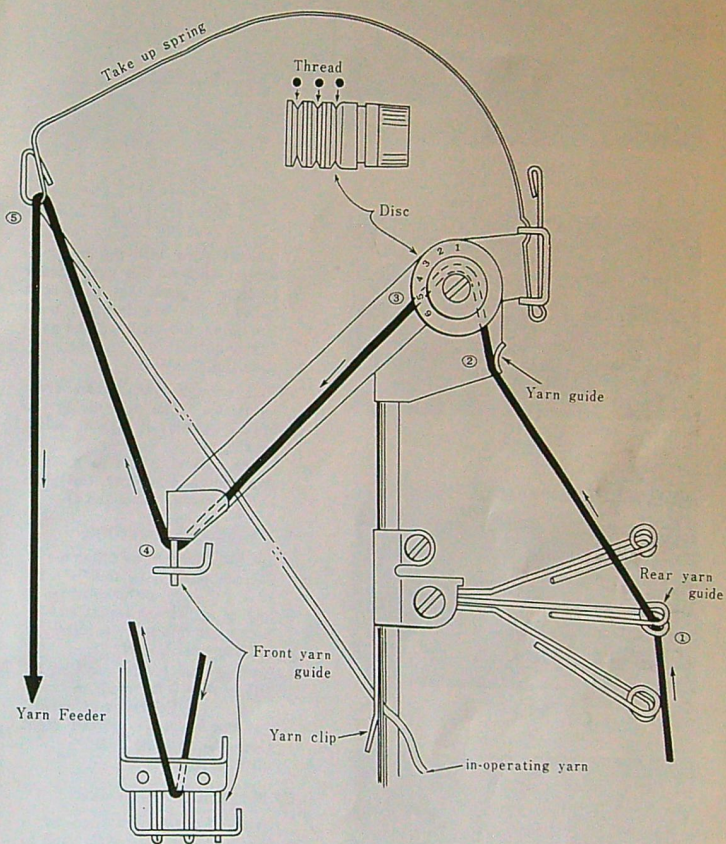 Take up spring
Thread
Disc
1
2
3
4
5
6
⑤
③
②
Yarn guide
④
Rear yarn
guide
①
Front yarn
guide
Yarn Feeder
Yarn clip
in-operating yarn